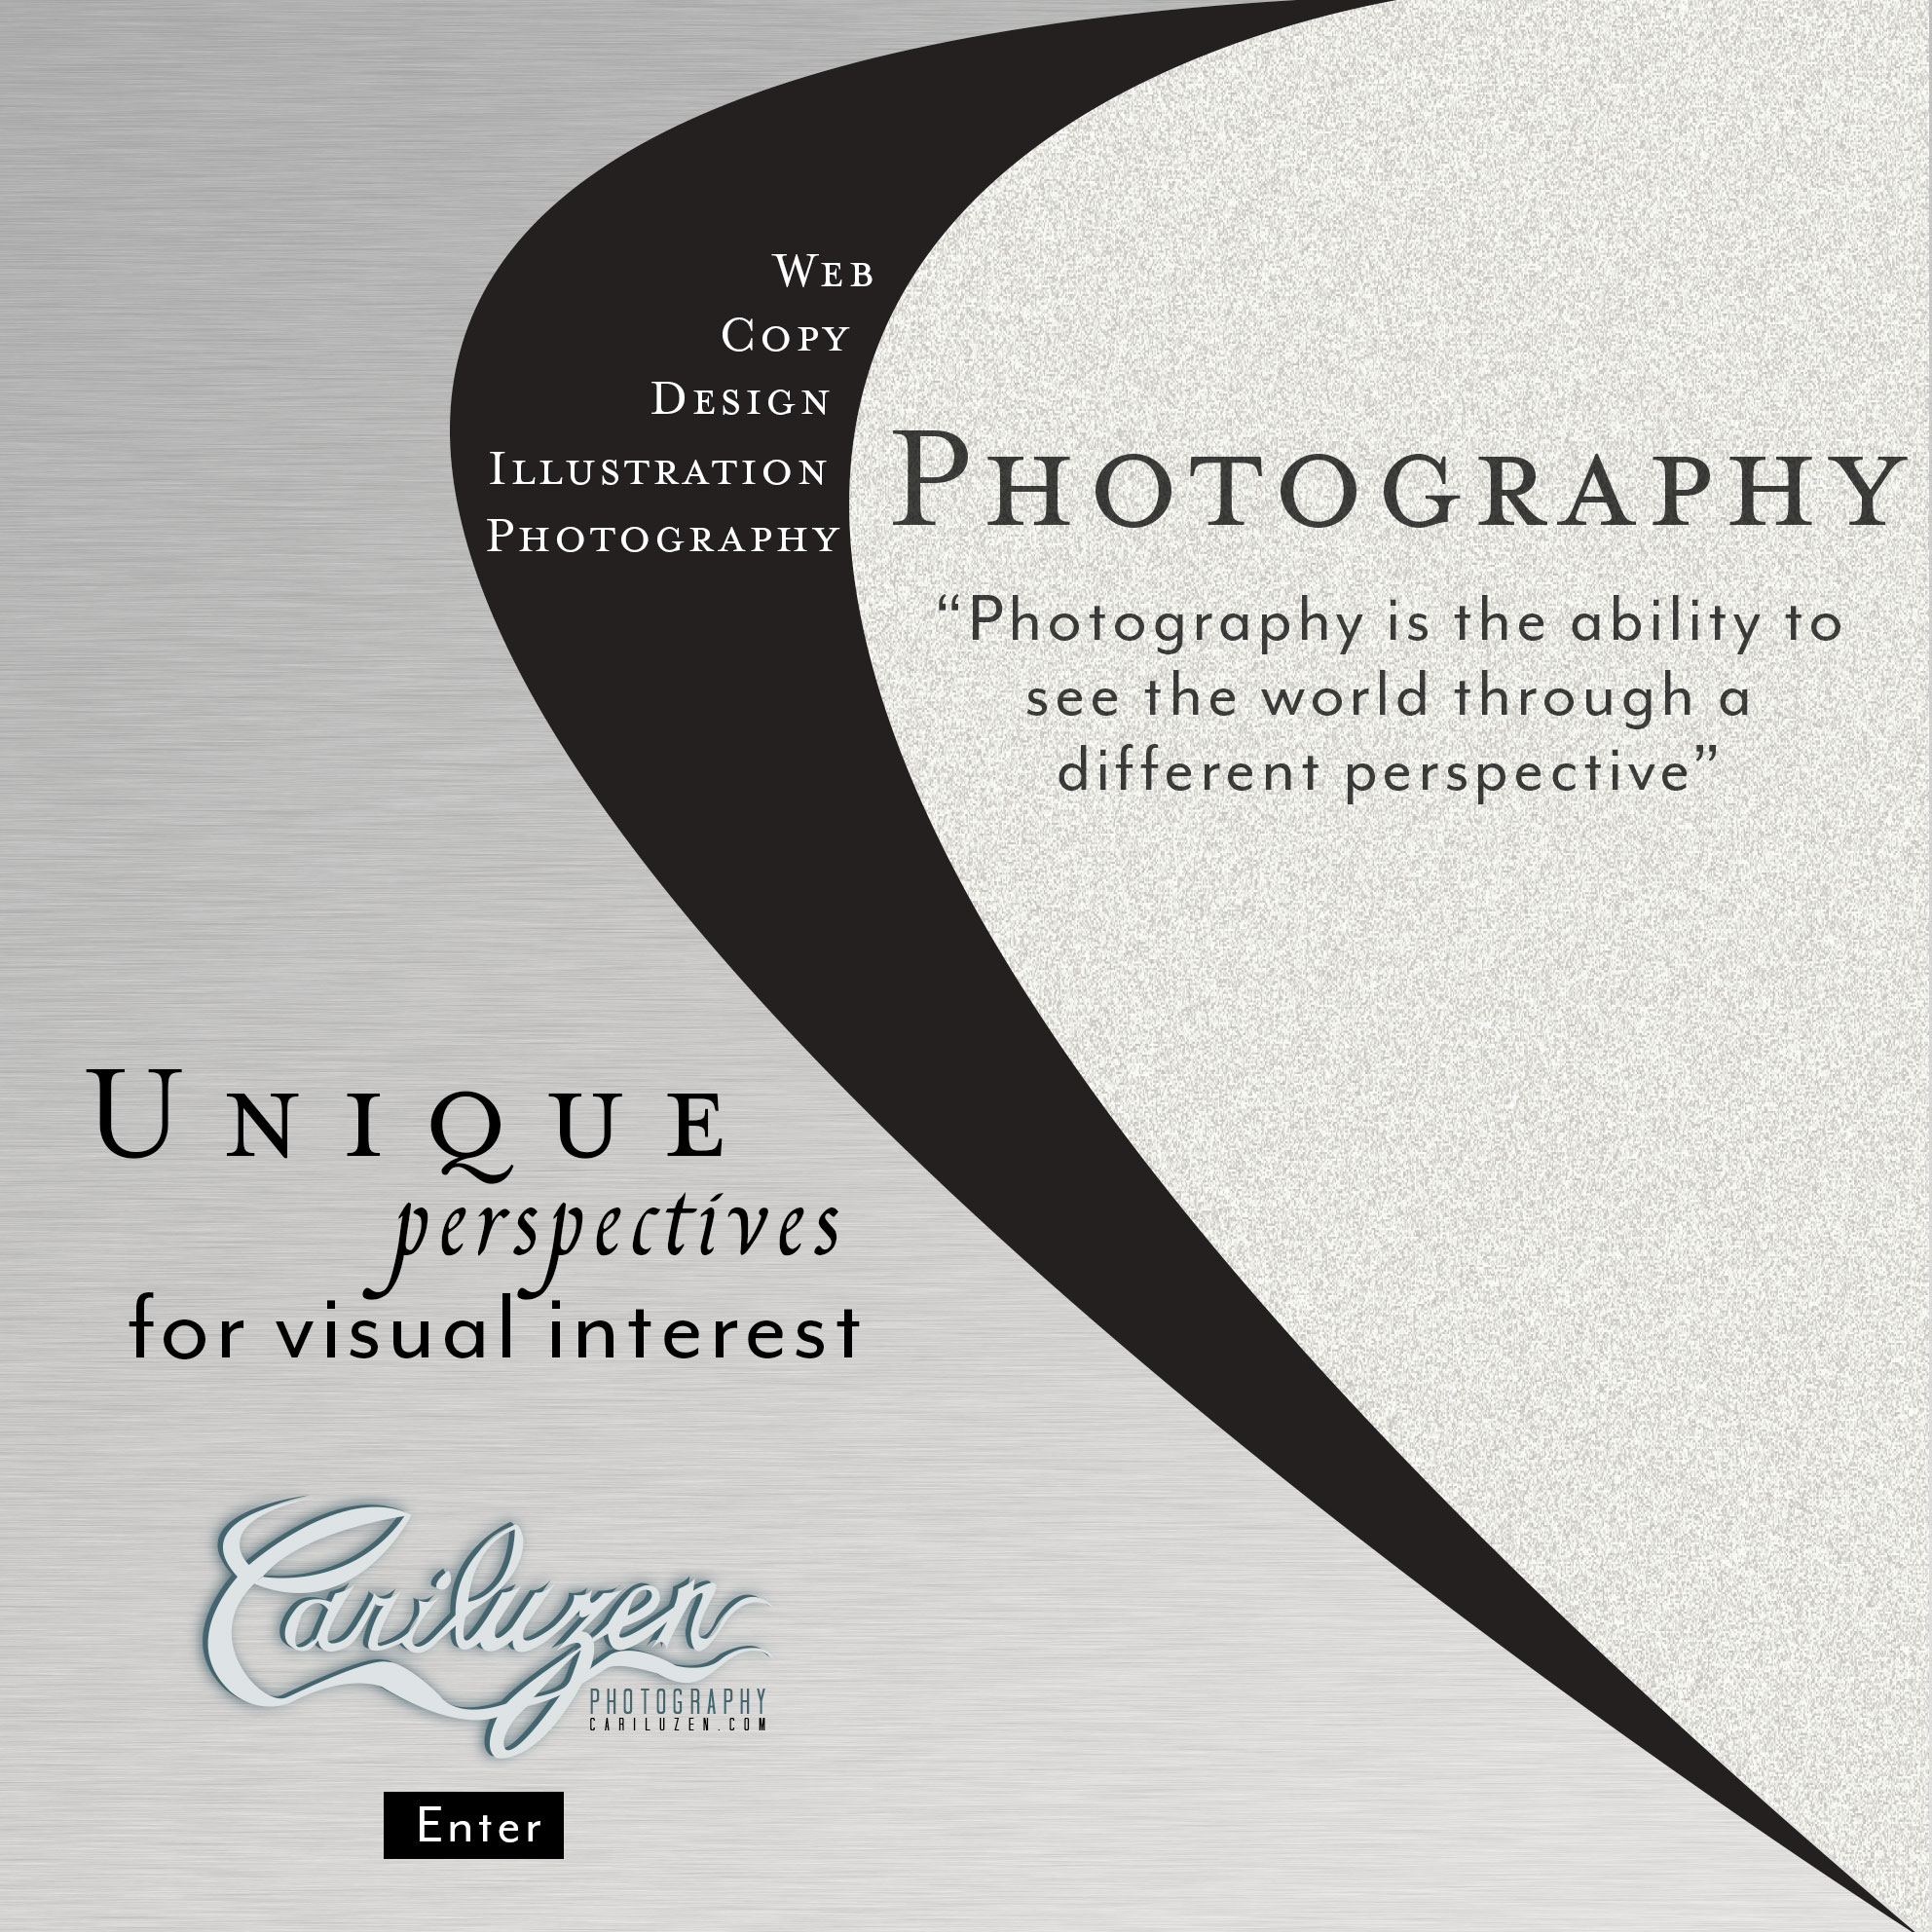 Web
Copy
Design
Illustration
Photography
Photography
“Photography is the ability to
see the world through a
different perspective”
Unique
perspectives
for visual interest
Cariluzen
PHOTOGRAPHY
CARILUZEN.COM
Enter